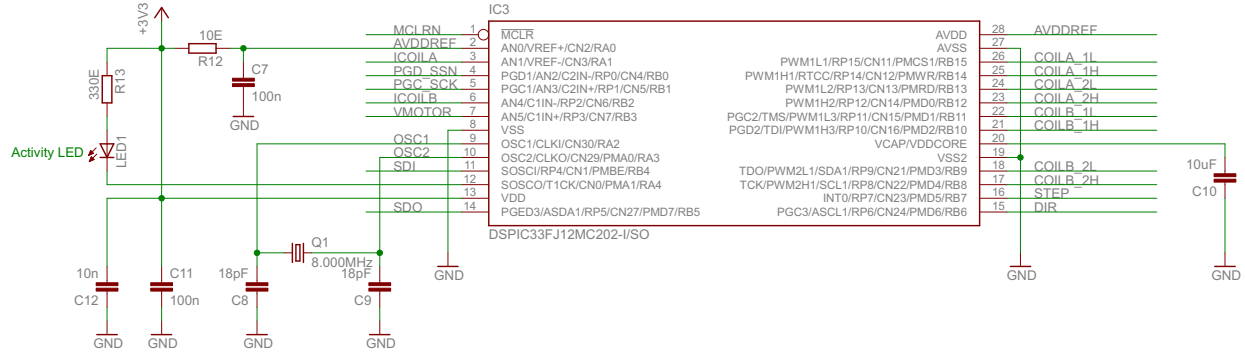 IC3
+3V3
10E
R12
330E
R13
C7
100n
GND
Activity LED
LED1
MCLRN
AVDDREF
ICOILA
PGD_SSN
PGC_SCK
ICOILB
VMOTOR
OSC1
OSC2
SDI
SDO
1
2
3
4
5
6
7
8
9
10
11
12
13
14
MCLR
AN0/VREF+/CN2/RA0
AN1/VREF-/CN3/RA1
PGD1/AN2/C2IN-/RP0/CN4/RB0
PGC1/AN3/C2IN+/RP1/CN5/RB1
AN4/C1IN-/RP2/CN6/RB2
AN5/C1IN+/RP3/CN7/RB3
VSS
OSC1/CLKI/CN30/RA2
OSC2/CLKO/CN29/PMA0/RA3
SOSCI/RP4/CN1/PMBE/RB4
SOSCO/T1CK/CN0/PMA1/RA4
VDD
PGED3/ASDA1/RP5/CN27/PMD7/RB5
AVDD
AVSS
PWM1L1/RP15/CN11/PMCS1/RB15
PWM1H1/RTCC/RP14/CN12/PMWR/RB14
PWM1L2/RP13/CN13/PMRD/RB13
PWM1H2/RP12/CN14/PMD0/RB12
PGC2/TMS/PWM1L3/RP11/CN15/PMD1/RB11
PGD2/TDI/PWM1H3/RP10/CN16/PMD2/RB10
VCAP/VDDCORE
VSS2
TDO/PWM2L1/SDA1/RP9/CN21/PMD3/RB9
TCK/PWM2H1/SCL1/RP8/CN22/PMD4/RB8
INT0/RP7/CN23/PMD5/RB7
PGC3/ASCL1/RP6/CN24/PMD6/RB6
28
27
26
25
24
23
22
21
20
19
18
17
16
15
AVDDREF
COILA_1L
COILA_1H
COILA_2L
COILA_2H
COILB_1L
COILB_1H
COILB_2L
COILB_2H
STEP
DIR
DSPIC33FJ12MC202-I/SO
10uF
C10
GND
GND
GND
Q1
8.000MHz
10n
C12
GND
C11
100n
GND
18pF
C8
GND
18pF
C9
GND